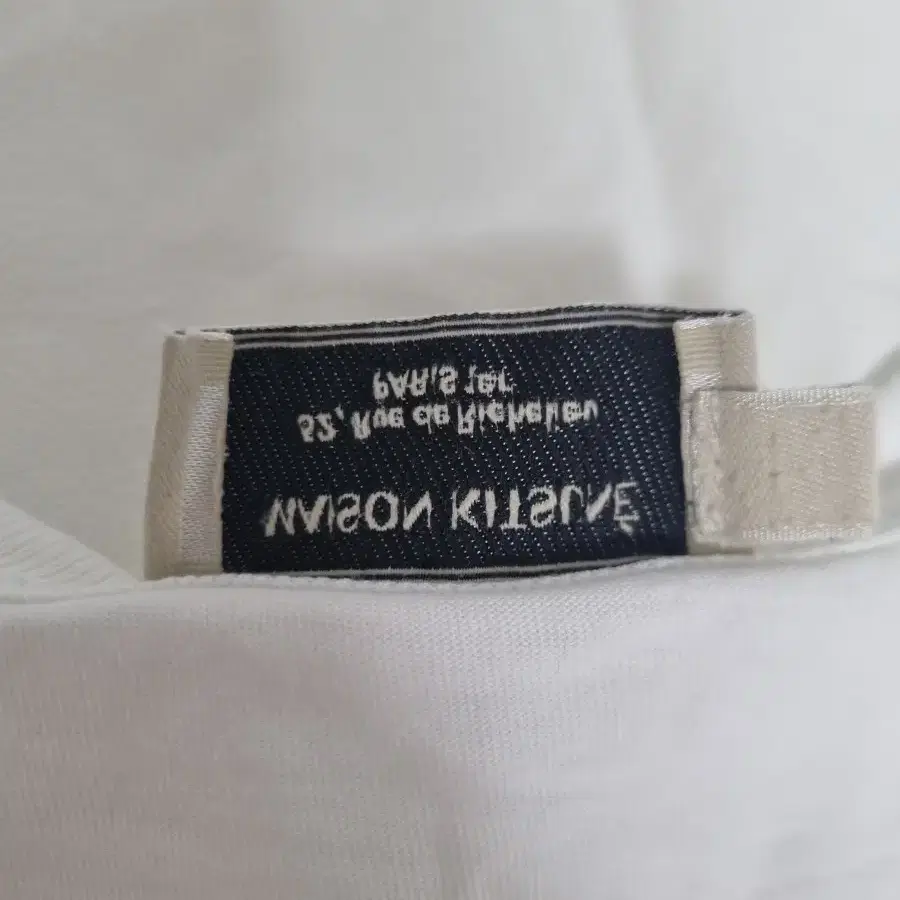 MAISON KITSUNÉ
52, Rue de Richelieu
PARIS 1er